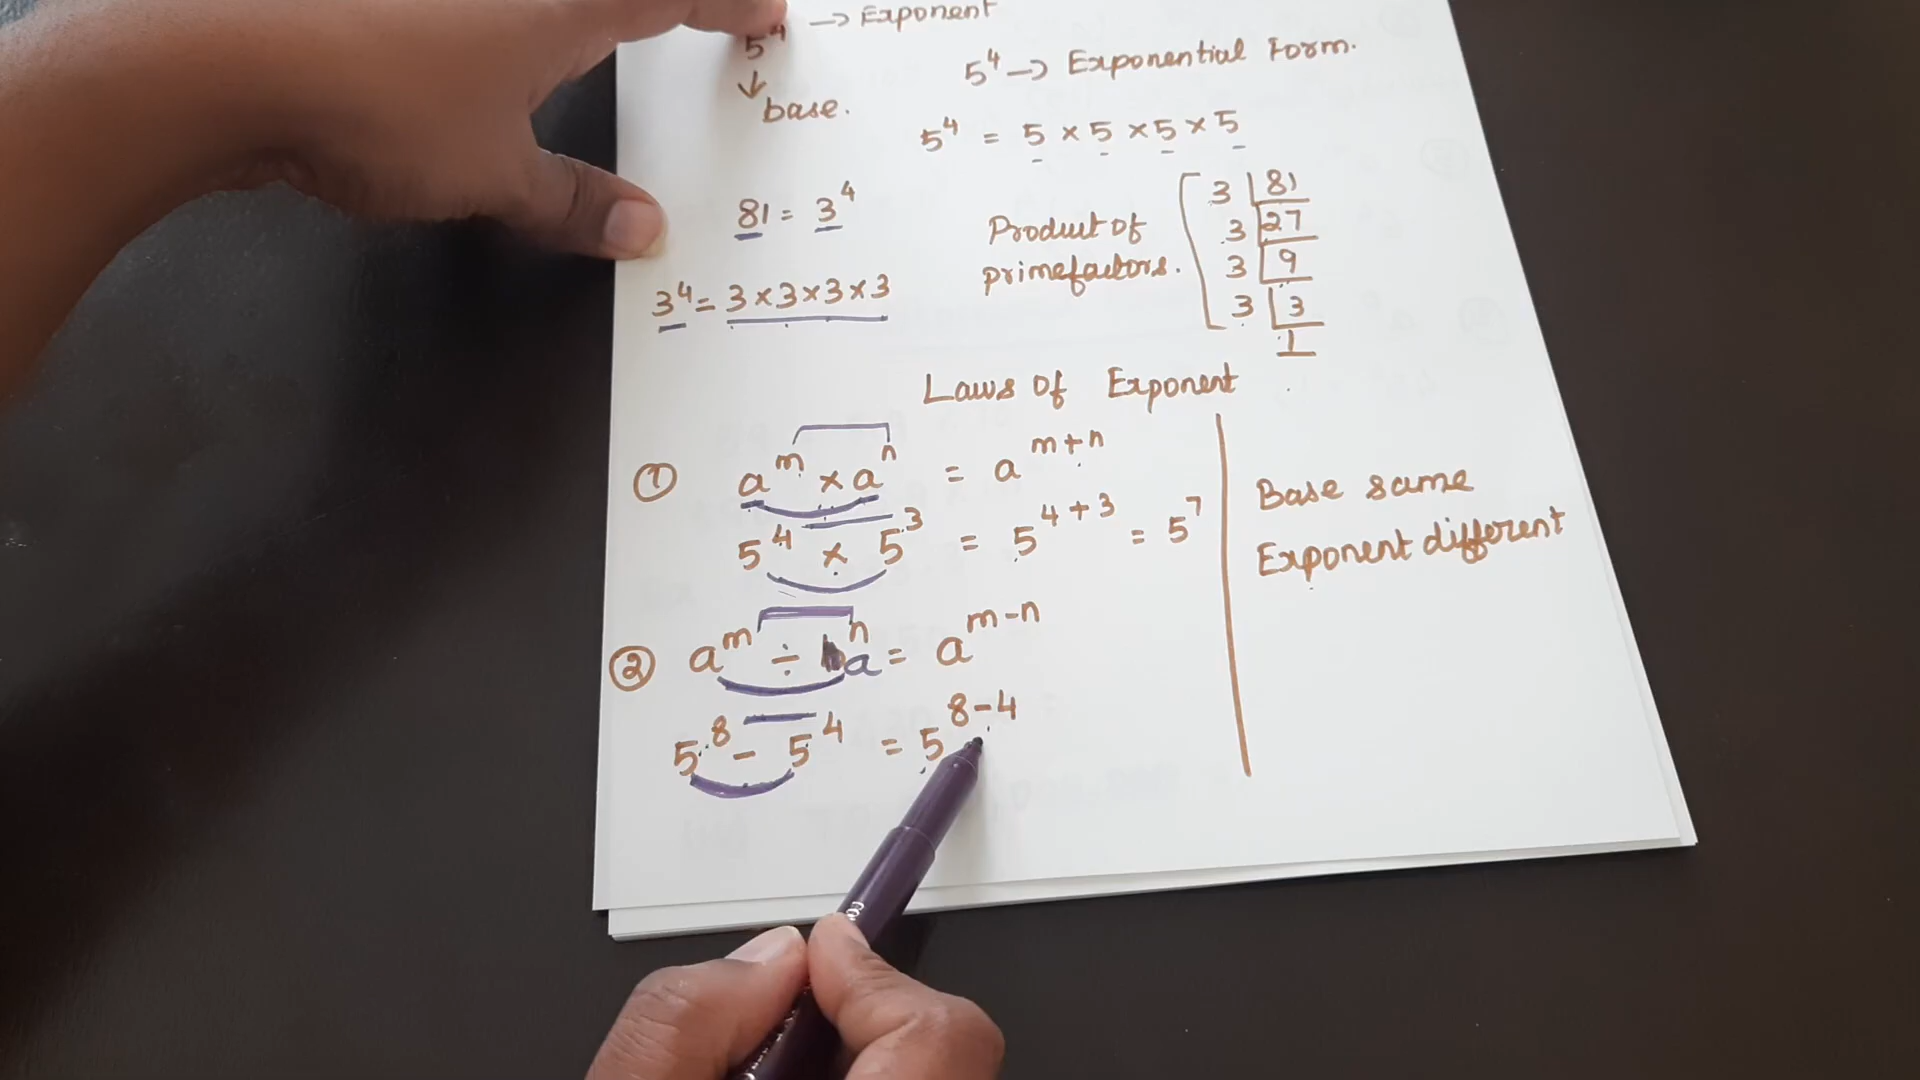 5⁴ → Exponent
↓
base.
5⁴ → Exponential Form.
5⁴ = 5 × 5 × 5 × 5
81 = 3⁴
3⁴ = 3 × 3 × 3 × 3
Product of
primefactors.
3 | 81
3 | 27
3 | 9
3 | 3
1
Laws of Exponent
① aᵐ × aⁿ = aᵐ⁺ⁿ
5⁴ × 5³ = 5⁴⁺³ = 5⁷
② aᵐ ÷ aⁿ = aᵐ⁻ⁿ
5⁸ - 5⁴ = 5⁸⁻⁴
Base same
Exponent different